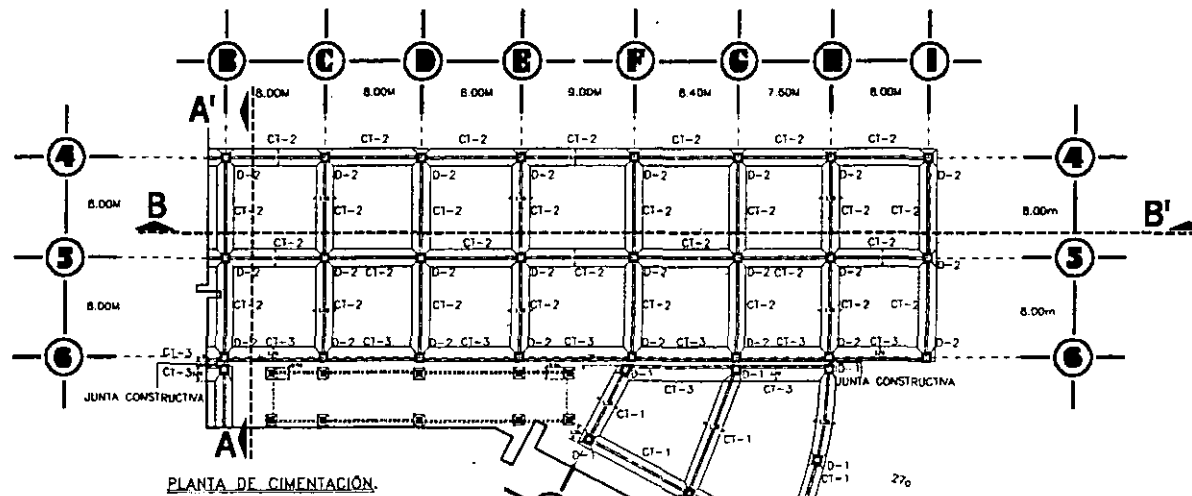 B C D E F G H I
A' 8.00M 8.00M 8.00M 9.00M 8.40M 7.60M 8.00M
CT-2 CT-2 CT-2 CT-2 CT-2 CT-2 CT-2
4 4
D-2 D-2 D-2 D-2 D-2 D-2 D-2 D-2
8.00M CT-2 CT-2 CT-2 CT-2 CT-2 CT-2 CT-2 CT-2 8.00m
B B'
CT-2 CT-2 CT-2 CT-2
5 5
D-2 D-2 CT-2 D-2 CT-2 D-2 CT-2 D-2 D-2 CT-2 D-2 D-2
8.00M CT-2 CT-2 CT-2 CT-2 CT-2 CT-2 CT-2 CT-2 8.00m
D-2 CT-3 D-2 CT-3 D-2 CT-3 D-2 CT-3 D-2 CT-3 D-2 CT-3 D-2 D-2
6 CT-3 CT-3 6
CT-3 D-1 D-1 D-1
JUNTA CONSTRUCTIVA CT-3 CT-3 JUNTA CONSTRUCTIVA
CT-1 CT-1
A D-1 CT-1 D-1
CT-1
PLANTA DE CIMENTACIÓN.